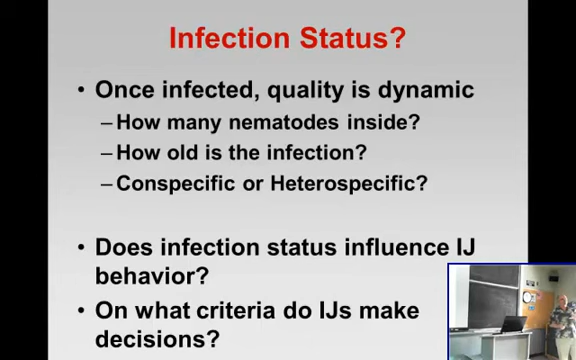 Infection Status?
• Once infected, quality is dynamic
–How many nematodes inside?
–How old is the infection?
–Conspecific or Heterospecific?
• Does infection status influence IJ
behavior?
• On what criteria do IJs make
decisions?